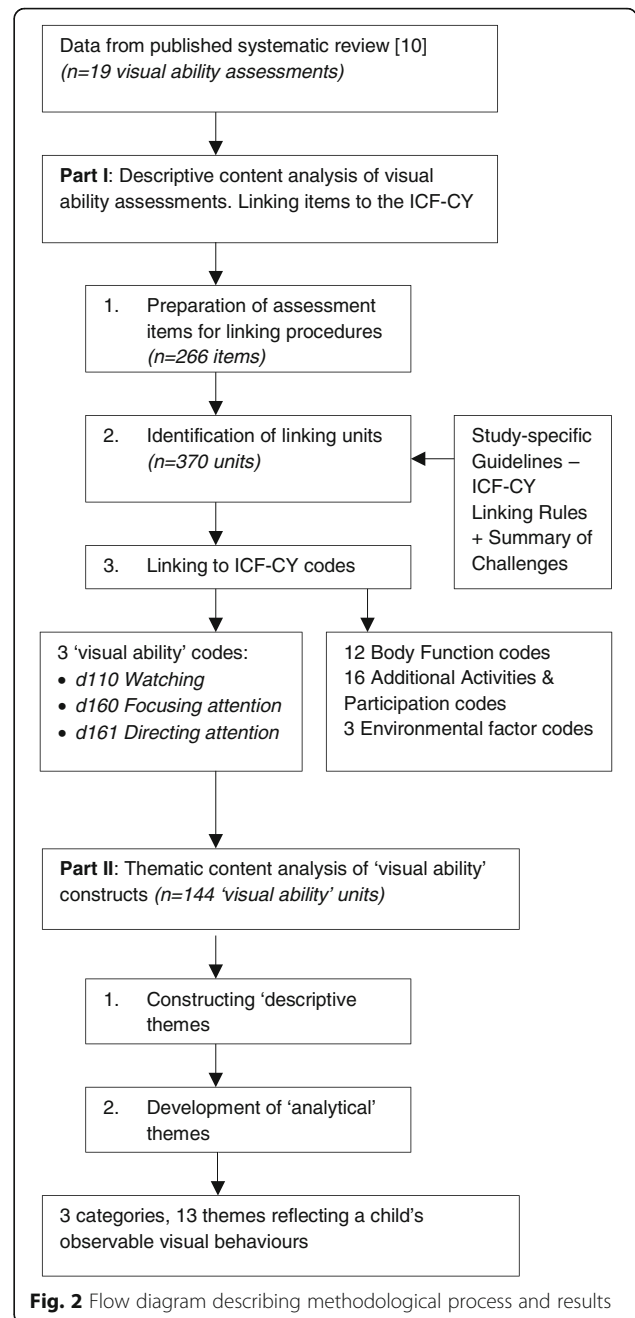 Data from published systematic review [10]
(n=19 visual ability assessments)
Part I: Descriptive content analysis of visual
ability assessments. Linking items to the ICF-CY
1. Preparation of assessment
items for linking procedures
(n=266 items)
2. Identification of linking units
(n=370 units)
Study-specific
Guidelines –
ICF-CY
Linking Rules
+ Summary of
Challenges
3. Linking to ICF-CY codes
3 ‘visual ability’ codes:
• d110 Watching
• d160 Focusing attention
• d161 Directing attention
12 Body Function codes
16 Additional Activities &
Participation codes
3 Environmental factor codes
Part II: Thematic content analysis of ‘visual ability’
constructs (n=144 ‘visual ability’ units)
1. Constructing ‘descriptive
themes
2. Development of ‘analytical’
themes
3 categories, 13 themes reflecting a child’s
observable visual behaviours
Fig. 2 Flow diagram describing methodological process and results